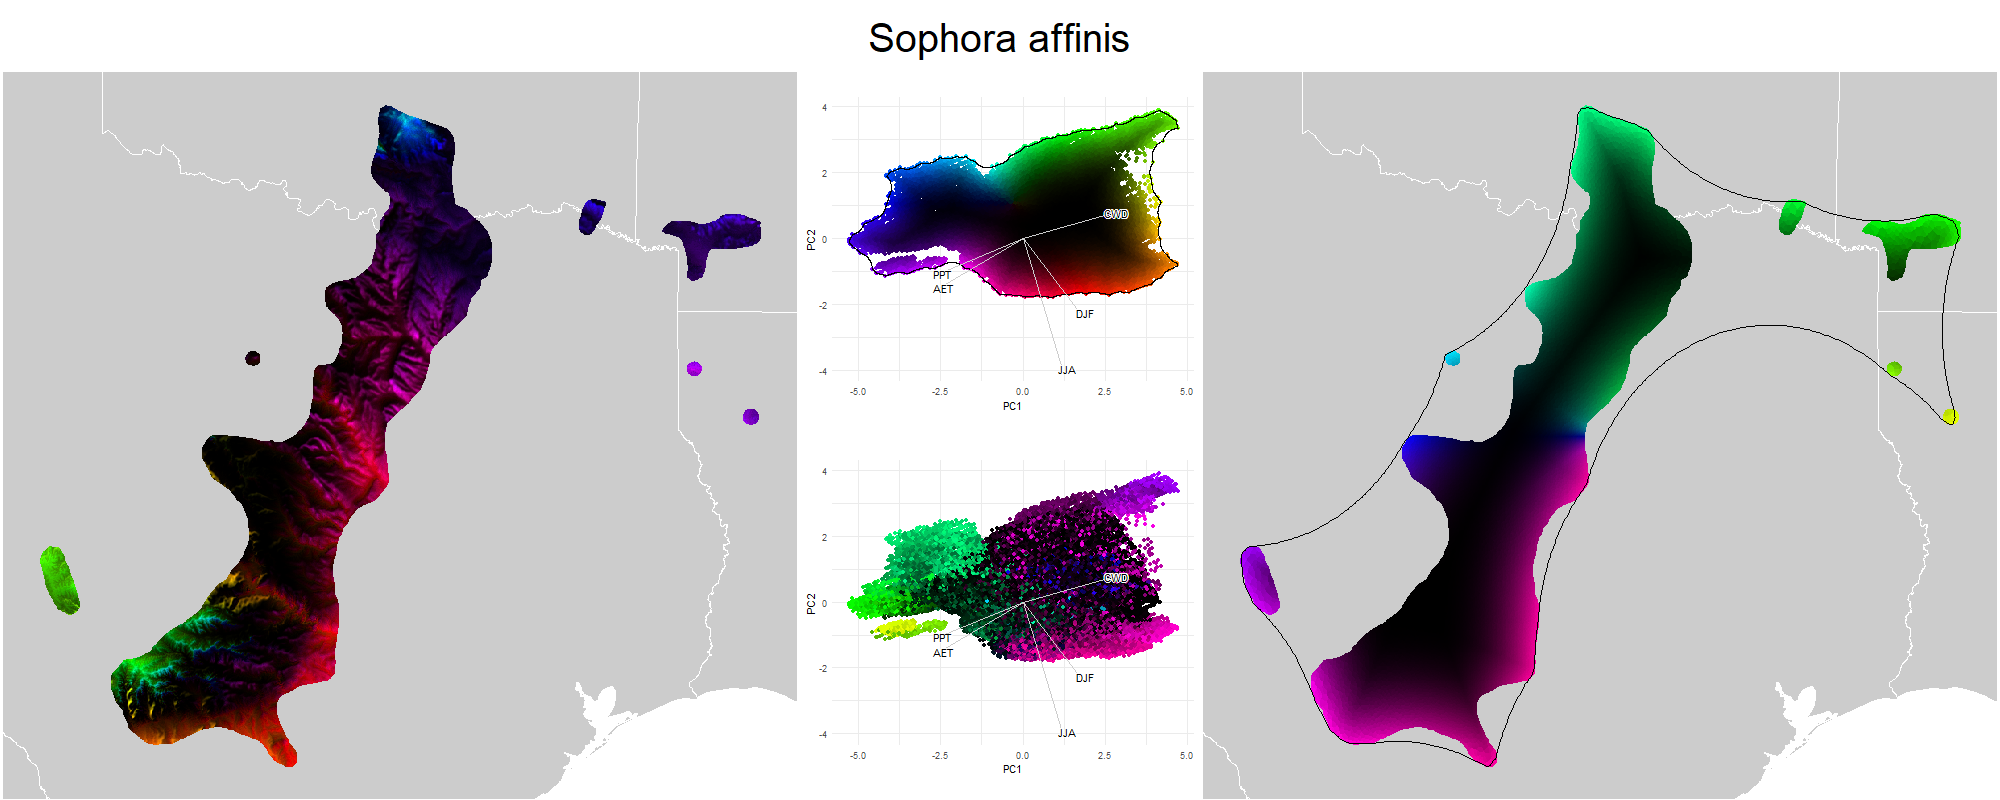 Sophora affinis
4
2
0
-2
-4
PC2
CWD
PPT
AET
DJF
JJA
-5.0 -2.5 0.0 2.5 5.0
PC1
4
2
0
-2
-4
PC2
CWD
PPT
AET
DJF
JJA
-5.0 -2.5 0.0 2.5 5.0
PC1